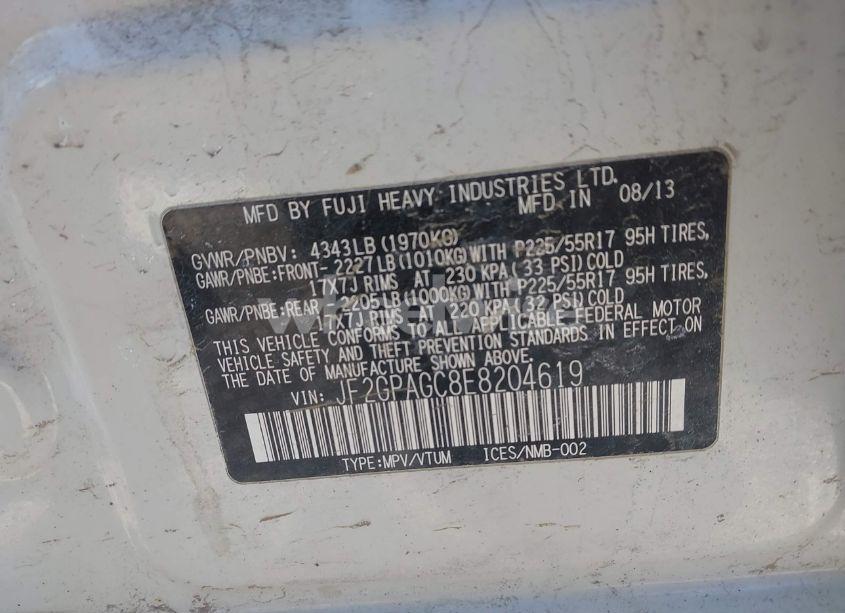 MFD BY FUJI HEAVY INDUSTRIES LTD.
MFD IN 08/13
GVWR/PNBV: 4343LB(1970KG)
GAWR/PNBE:FRONT- 2227LB(1010KG)WITH P225/55R17 95H TIRES,
17X7J RIMS AT 230 KPA(33 PSI)COLD
GAWR/PNBE:REAR -2205LB(1000KG)WITH P225/55R17 95H TIRES,
17X7J RIMS AT 220 KPA(32 PSI)COLD
THIS VEHICLE CONFORMS TO ALL APPLICABLE FEDERAL MOTOR
VEHICLE SAFETY AND THEFT PREVENTION STANDARDS IN EFFECT ON
THE DATE OF MANUFACTURE SHOWN ABOVE.
VIN: JF2GPAGC8E8204619
TYPE:MPV/VTUM ICES/NMB-002